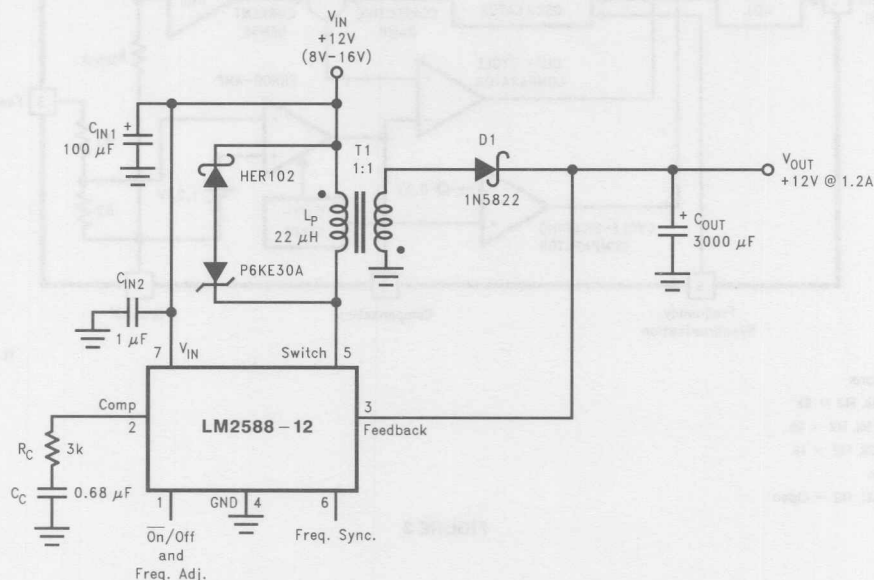 V_IN
+12V
(8V-16V)
C_IN1
100 µF
+
HER102
T1
1:1
D1
1N5822
V_OUT
+12V @ 1.2A
L_P
22 µH
+
C_OUT
3000 µF
P6KE30A
C_IN2
1 µF
7 V_IN
Switch 5
Comp
2
LM2588-12
3
Feedback
R_C 3k
C_C 0.68 µF
1
GND 4
6
On/Off
and
Freq. Adj.
Freq. Sync.